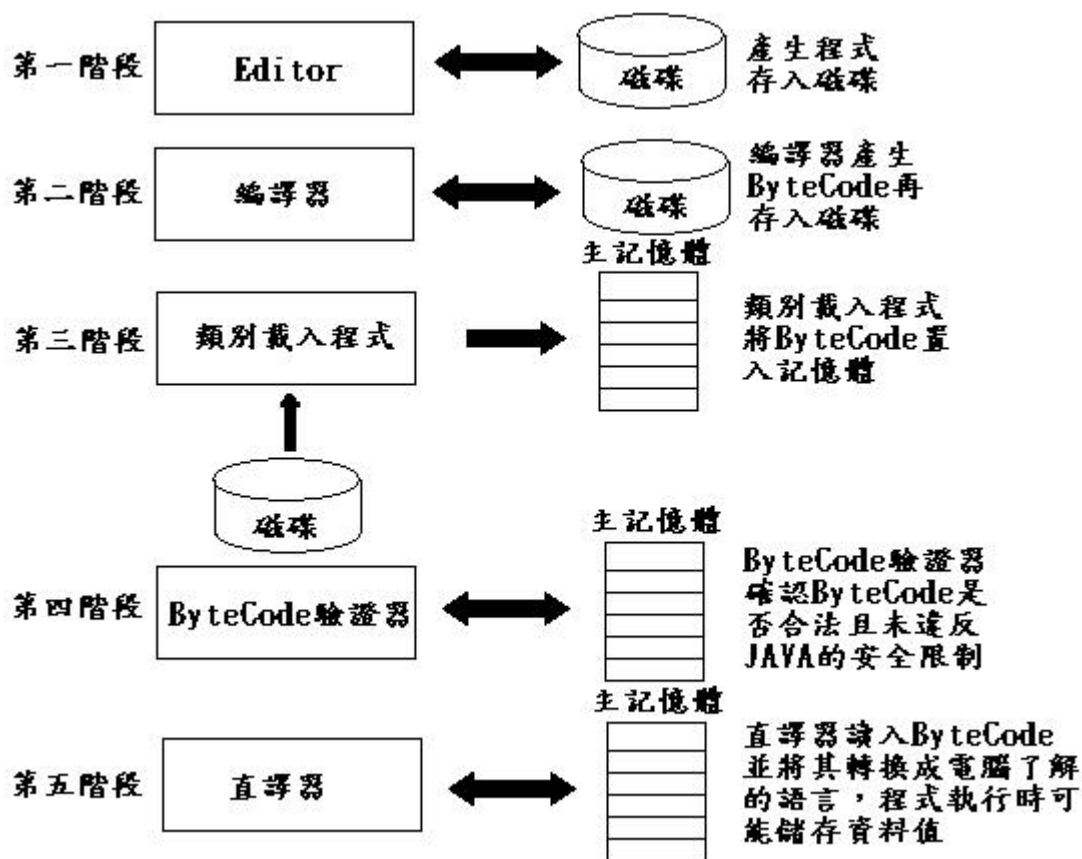 第一階段
Editor
磁碟
產生程式
存入磁碟
第二階段
編譯器
磁碟
編譯器產生
ByteCode再
存入磁碟
主記憶體
第三階段
類別載入程式
類別載入程式
將ByteCode置
入記憶體
磁碟
主記憶體
第四階段
ByteCode驗證器
ByteCode驗證器
確認ByteCode是
否合法且未違反
JAVA的安全限制
主記憶體
第五階段
直譯器
直譯器讀入ByteCode
並將其轉換成電腦了解
的語言，程式執行時可
能儲存資料值